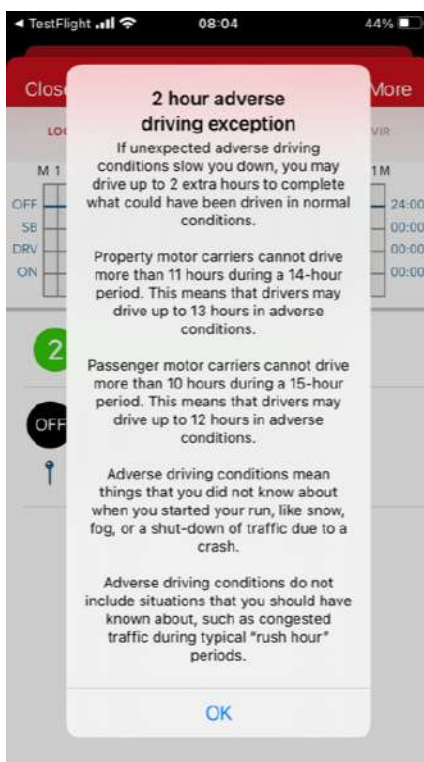 ◀ TestFlight 08:04 44%
Close More
LO VIR
M 1 1 M
OFF 24:00
SB 00:00
DRV 00:00
ON 00:00
2
OFF
2 hour adverse
driving exception
If unexpected adverse driving
conditions slow you down, you may
drive up to 2 extra hours to complete
what could have been driven in normal
conditions.
Property motor carriers cannot drive
more than 11 hours during a 14-hour
period. This means that drivers may
drive up to 13 hours in adverse
conditions.
Passenger motor carriers cannot drive
more than 10 hours during a 15-hour
period. This means that drivers may
drive up to 12 hours in adverse
conditions.
Adverse driving conditions mean
things that you did not know about
when you started your run, like snow,
fog, or a shut-down of traffic due to a
crash.
Adverse driving conditions do not
include situations that you should have
known about, such as congested
traffic during typical “rush hour”
periods.
OK